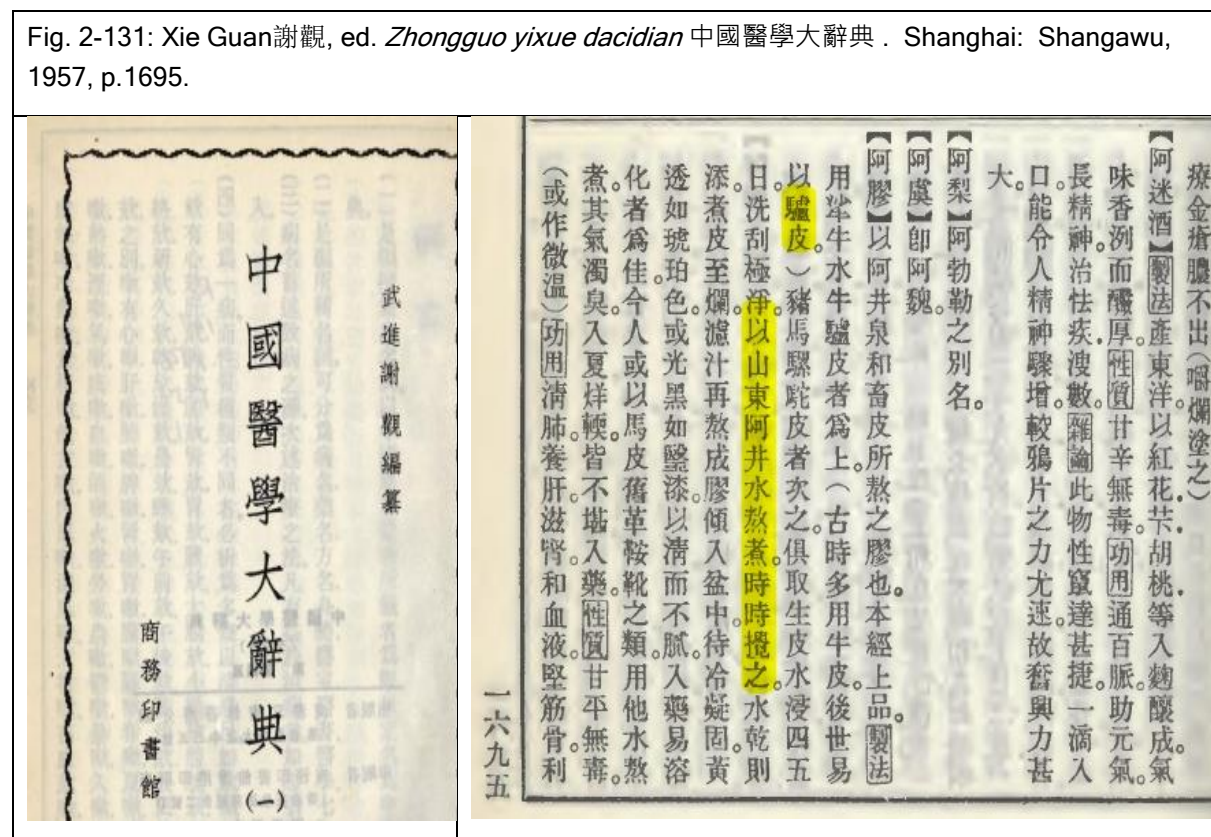 Fig. 2-131: Xie Guan謝觀, ed. Zhongguo yixue dacidian 中國醫學大辭典 . Shanghai: Shangawu,
1957, p.1695.
武進謝觀編纂
中國醫學大辭典
(一)
商務印書館
療金瘡膿不出(嚼爛塗之)
【阿迷酒】製法產東洋。以紅花.芐.胡桃.等入麴釀成。氣
味香洌而醲厚。性質甘辛無毒。功用通百脈。助元氣。
長精神。治怯疾.溲數。雜論此物性竄。達甚捷。一滴入
口。能令人精神驟增。較鴉片之力尤速。故奮興力甚
大。
【阿梨】阿勃勒之別名。
【阿虞】卽阿魏。
【阿膠】以阿井泉和畜皮所熬之膠也。本經上品。製法
用犂牛水牛驢皮者爲上。(古時多用牛皮。後世易
以驢皮。)豬馬騾駝皮者次之。俱取生皮水浸四五
日。洗刮極淨。以山東阿井水熬煮。時時攪之。水乾則
添。煮皮至爛。濾汁再熬成膠。傾入盆中。待冷凝固。黃
透如琥珀色。或光黑如瑿漆。以淸而不膩。入藥易溶
化者爲佳。今人或以馬皮舊革鞍靴之類。用他水熬
煮。其氣濁臭。入夏烊輭。皆不堪入藥。性質甘平無毒。
(或作微溫)功用淸肺。養肝。滋腎。和血液。堅筋骨。利
一六九五